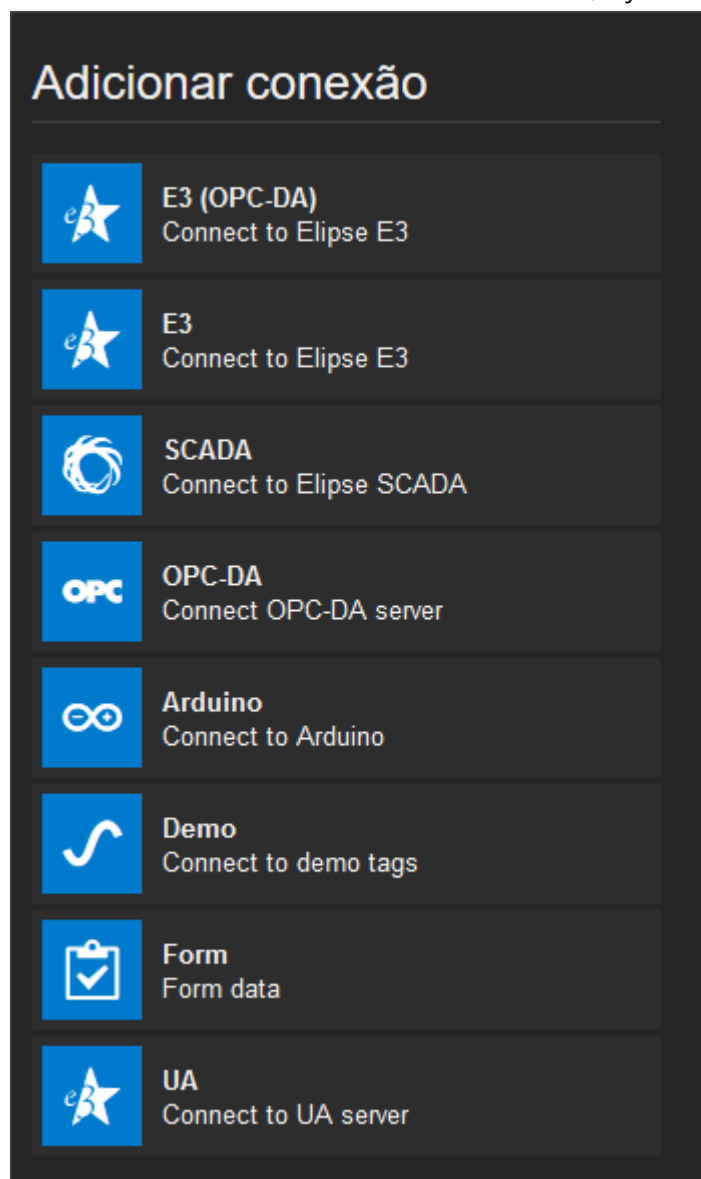 Adicionar conexão
E3 (OPC-DA)
Connect to Elipse E3
E3
Connect to Elipse E3
SCADA
Connect to Elipse SCADA
OPC
OPC-DA
Connect OPC-DA server
Arduino
Connect to Arduino
Demo
Connect to demo tags
Form
Form data
UA
Connect to UA server